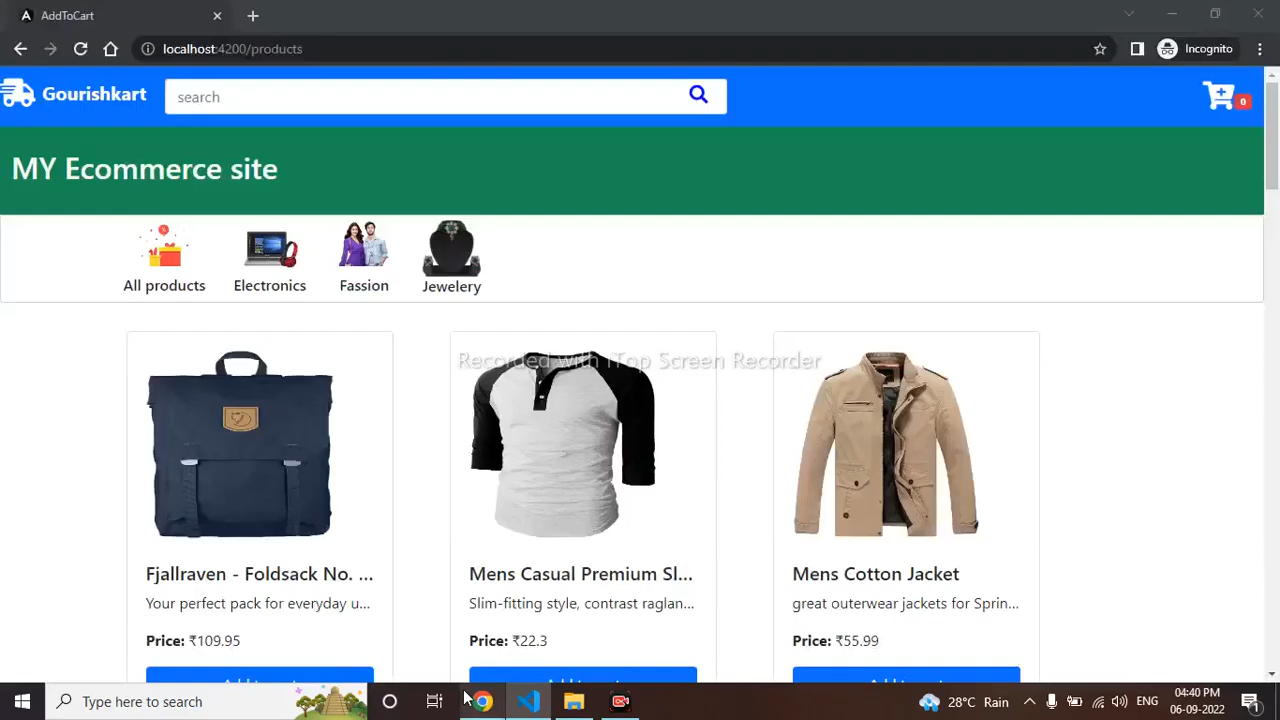 AddToCart
localhost:4200/products
Incognito
Gourishkart
search
0
MY Ecommerce site
All products
Electronics
Fassion
Jewelery
Recorded with iTop Screen Recorder
Fjallraven - Foldsack No. ...
Mens Casual Premium Sl...
Mens Cotton Jacket
Your perfect pack for everyday u...
Slim-fitting style, contrast raglan...
great outerwear jackets for Sprin...
Price: ₹109.95
Price: ₹22.3
Price: ₹55.99
Type here to search
28°C Rain
ENG
04:40 PM
06-09-2022
1